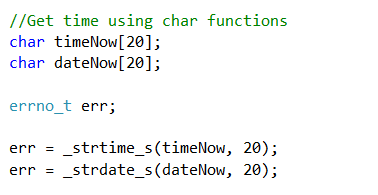 //Get time using char functions
char timeNow[20];
char dateNow[20];
errno_t err;
err = _strtime_s(timeNow, 20);
err = _strdate_s(dateNow, 20);